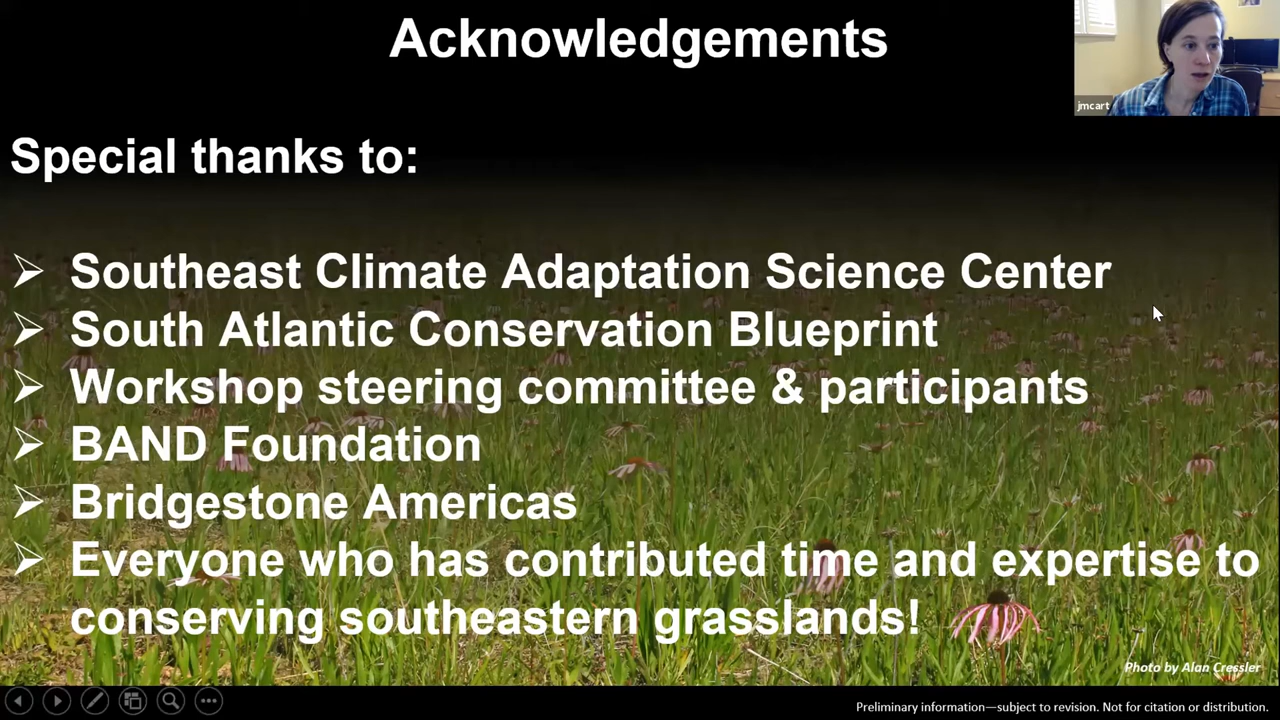 Acknowledgements
jmcart
Special thanks to:
➢ Southeast Climate Adaptation Science Center
➢ South Atlantic Conservation Blueprint
➢ Workshop steering committee & participants
➢ BAND Foundation
➢ Bridgestone Americas
➢ Everyone who has contributed time and expertise to
conserving southeastern grasslands!
Photo by Alan Cressler
Preliminary information—subject to revision. Not for citation or distribution.